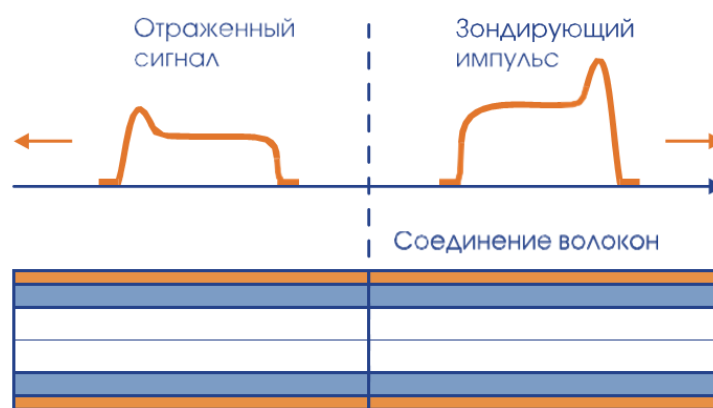 Отраженный
сигнал
Зондирующий
импульс
Соединение волокон